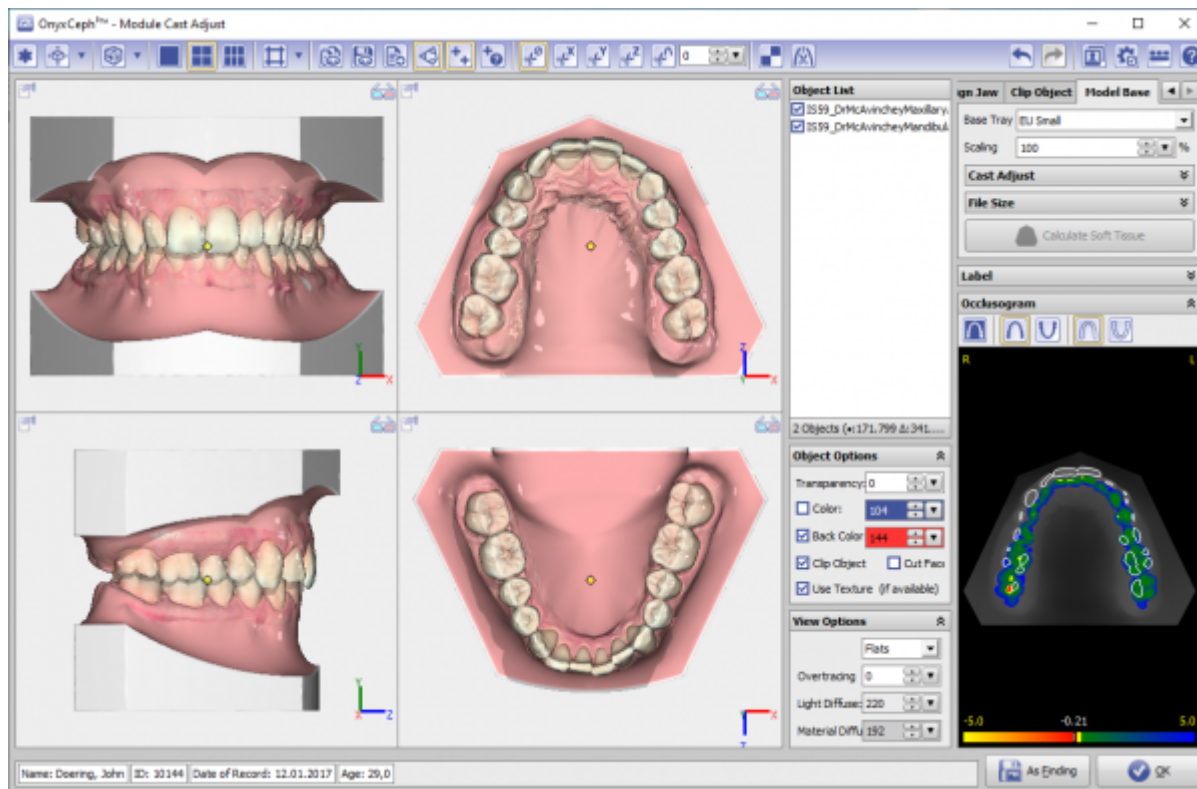 OnyxCeph³™ - Module Cast Adjust
0
Object List
IS59_DrMcAvincheyMaxillary.
IS59_DrMcAvincheyMandibul.
2 Objects
Object Options
Transparency: 0
Color: 104
Back Color 144
Clip Object Cut Face
Use Texture (if available)
View Options
Flats
Overtracing 0
Light Diffuse: 220
Material Diffu 192
ign Jaw Clip Object Model Base
Base Tray EU Small
Scaling 100 %
Cast Adjust
File Size
Calculate Soft Tissue
Label
Occlusogram
R L
-5.0 -0.21 5.0
Y
Z X
Z
Y X
Y
X Z
X
Name: Doering, John ID: 10144 Date of Record: 12.01.2017 Age: 29,0
As Finding OK